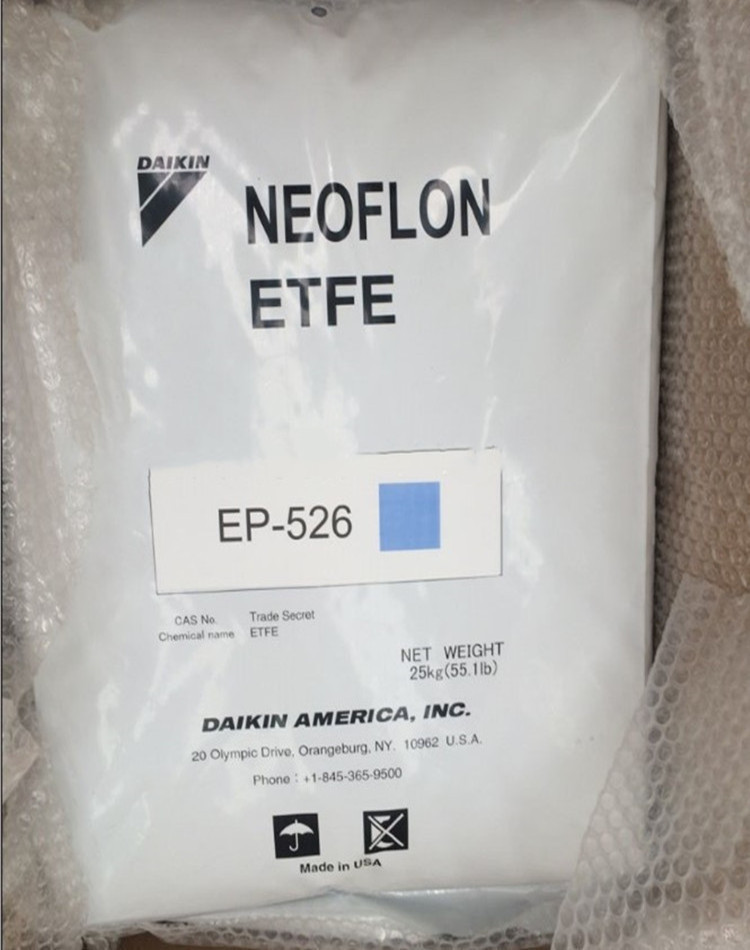 DAIKIN
NEOFLON
ETFE
EP-526
CAS No. Trade Secret
Chemical name ETFE
NET WEIGHT
25kg(55.1lb)
DAIKIN AMERICA, INC.
20 Olympic Drive, Orangeburg, NY. 10962 U.S.A.
Phone : +1-845-365-9500
Made in USA